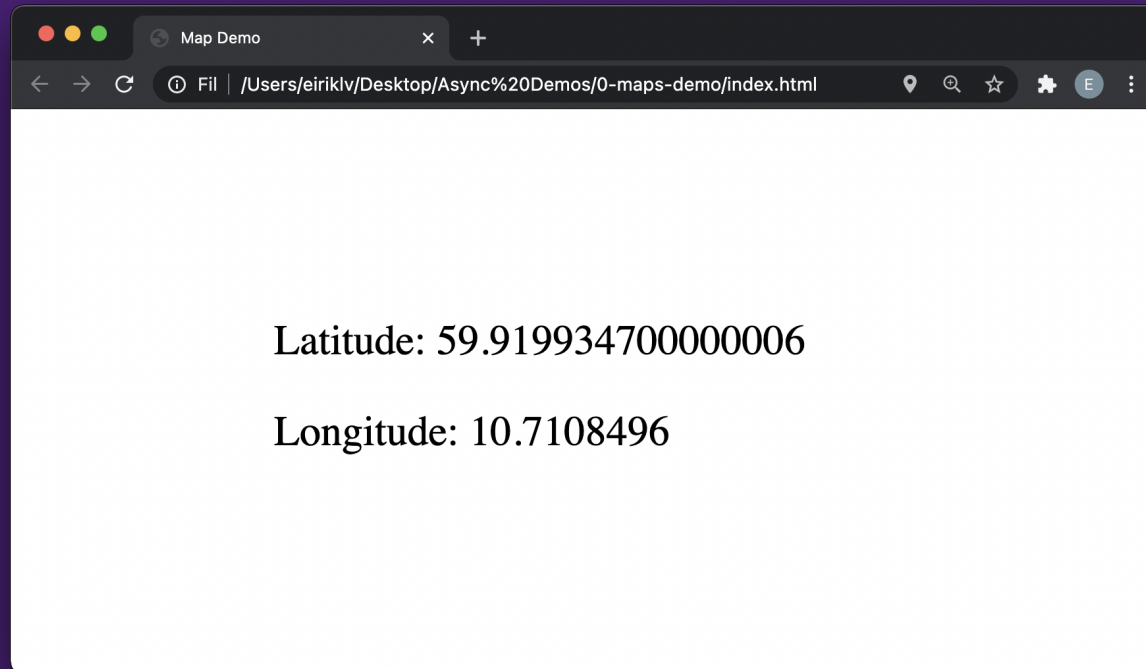 Map Demo
Fil /Users/eiriklv/Desktop/Async%20Demos/0-maps-demo/index.html
E
Latitude: 59.919934700000006
Longitude: 10.7108496